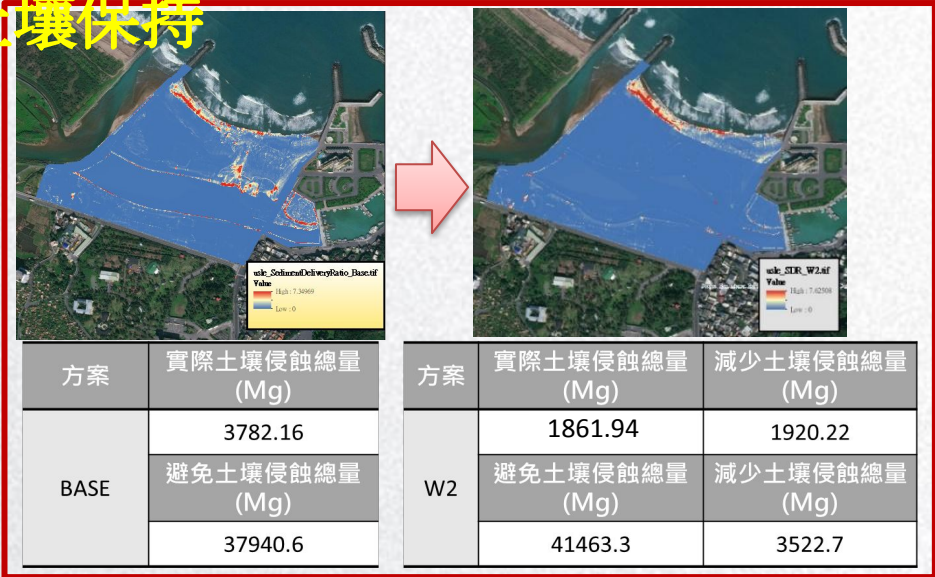 土壤保持
usle_SedimentDeliveryRatio_Base.tif
Value
High : 7.34969
Low : 0
usle_SDR_W2.tif
Value
High : 7.62508
Low : 0
方案
實際土壤侵蝕總量
(Mg)
BASE
3782.16
避免土壤侵蝕總量
(Mg)
37940.6
方案
實際土壤侵蝕總量
(Mg)
減少土壤侵蝕總量
(Mg)
W2
1861.94
1920.22
避免土壤侵蝕總量
(Mg)
減少土壤侵蝕總量
(Mg)
41463.3
3522.7